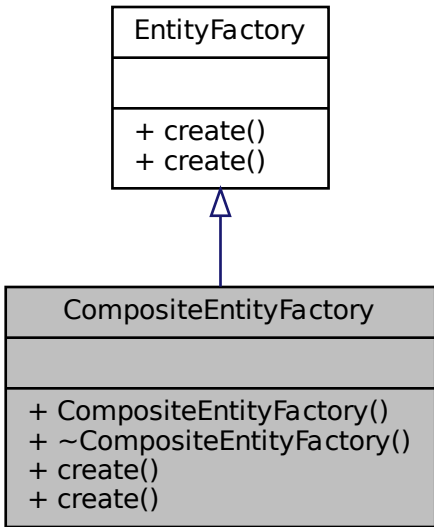 EntityFactory
+ create()
+ create()
CompositeEntityFactory
+ CompositeEntityFactory()
+ ~CompositeEntityFactory()
+ create()
+ create()